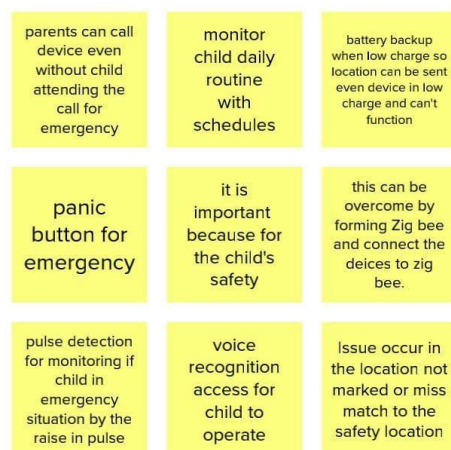 parents can call
device even
without child
attending the
call for
emergency
monitor
child daily
routine
with
schedules
battery backup
when low charge so
location can be sent
even device in low
charge and can't
function
panic
button for
emergency
it is
important
because for
the child's
safety
this can be
overcome by
forming Zig bee
and connect the
deices to zig
bee.
pulse detection
for monitoring if
child in
emergency
situation by the
raise in pulse
voice
recognition
access for
child to
operate
Issue occur in
the location not
marked or miss
match to the
safety location